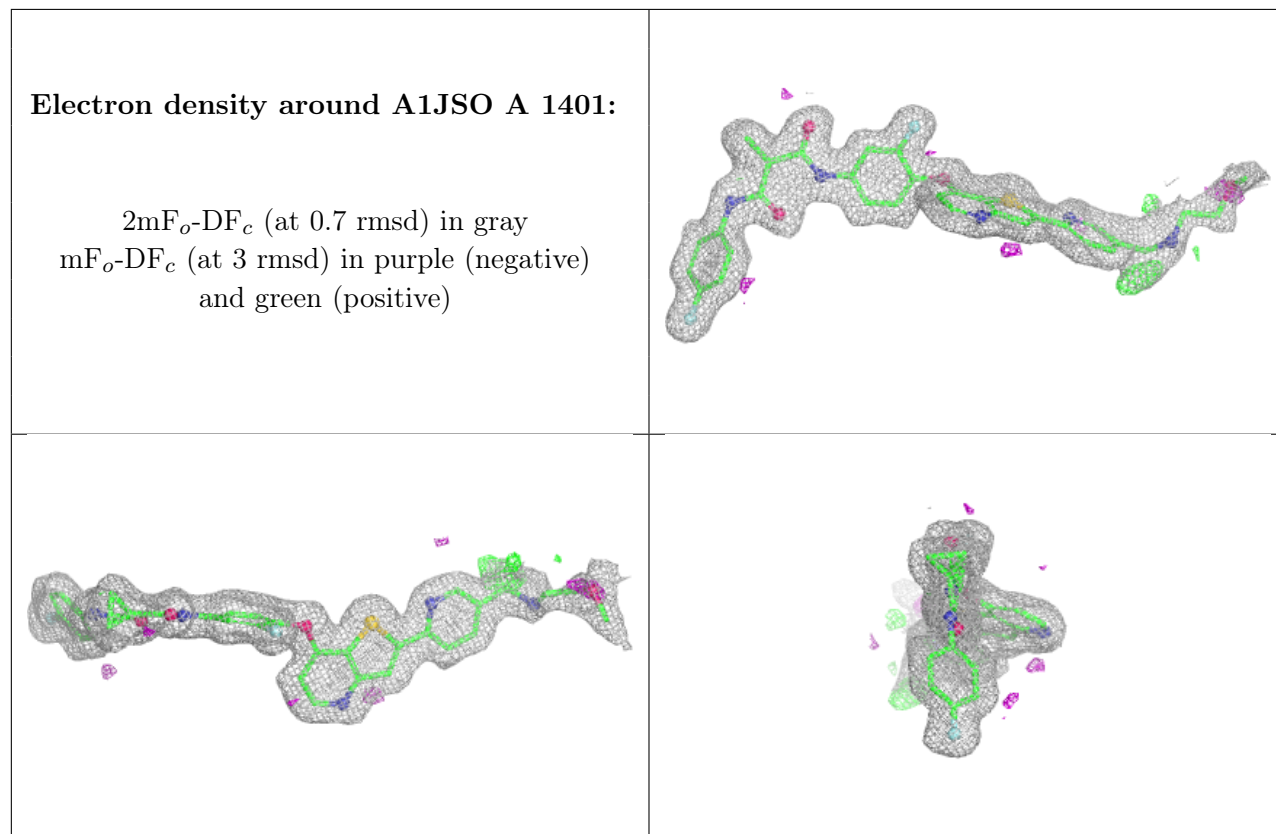 Electron density around A1JSO A 1401:
2mFo-DFc (at 0.7 rmsd) in gray
mFo-DFc (at 3 rmsd) in purple (negative)
and green (positive)